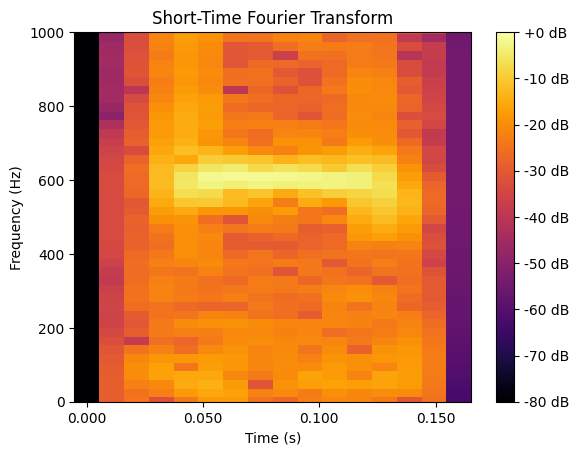 Short-Time Fourier Transform
1000
800
600
400
200
0
Frequency (Hz)
0.000
0.050
0.100
0.150
Time (s)
+0 dB
-10 dB
-20 dB
-30 dB
-40 dB
-50 dB
-60 dB
-70 dB
-80 dB